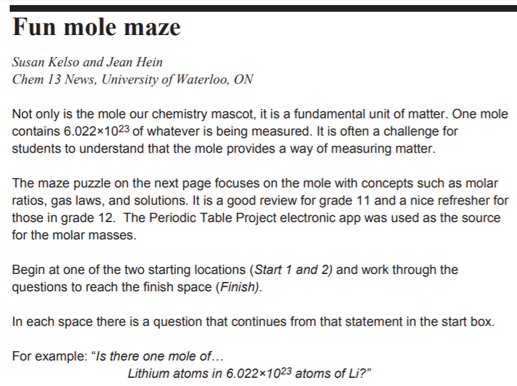 Fun mole maze
Susan Kelso and Jean Hein
Chem 13 News, University of Waterloo, ON
Not only is the mole our chemistry mascot, it is a fundamental unit of matter. One mole
contains 6.022×10²³ of whatever is being measured. It is often a challenge for
students to understand that the mole provides a way of measuring matter.
The maze puzzle on the next page focuses on the mole with concepts such as molar
ratios, gas laws, and solutions. It is a good review for grade 11 and a nice refresher for
those in grade 12. The Periodic Table Project electronic app was used as the source
for the molar masses.
Begin at one of the two starting locations (Start 1 and 2) and work through the
questions to reach the finish space (Finish).
In each space there is a question that continues from that statement in the start box.
For example: “Is there one mole of…
Lithium atoms in 6.022×10²³ atoms of Li?”